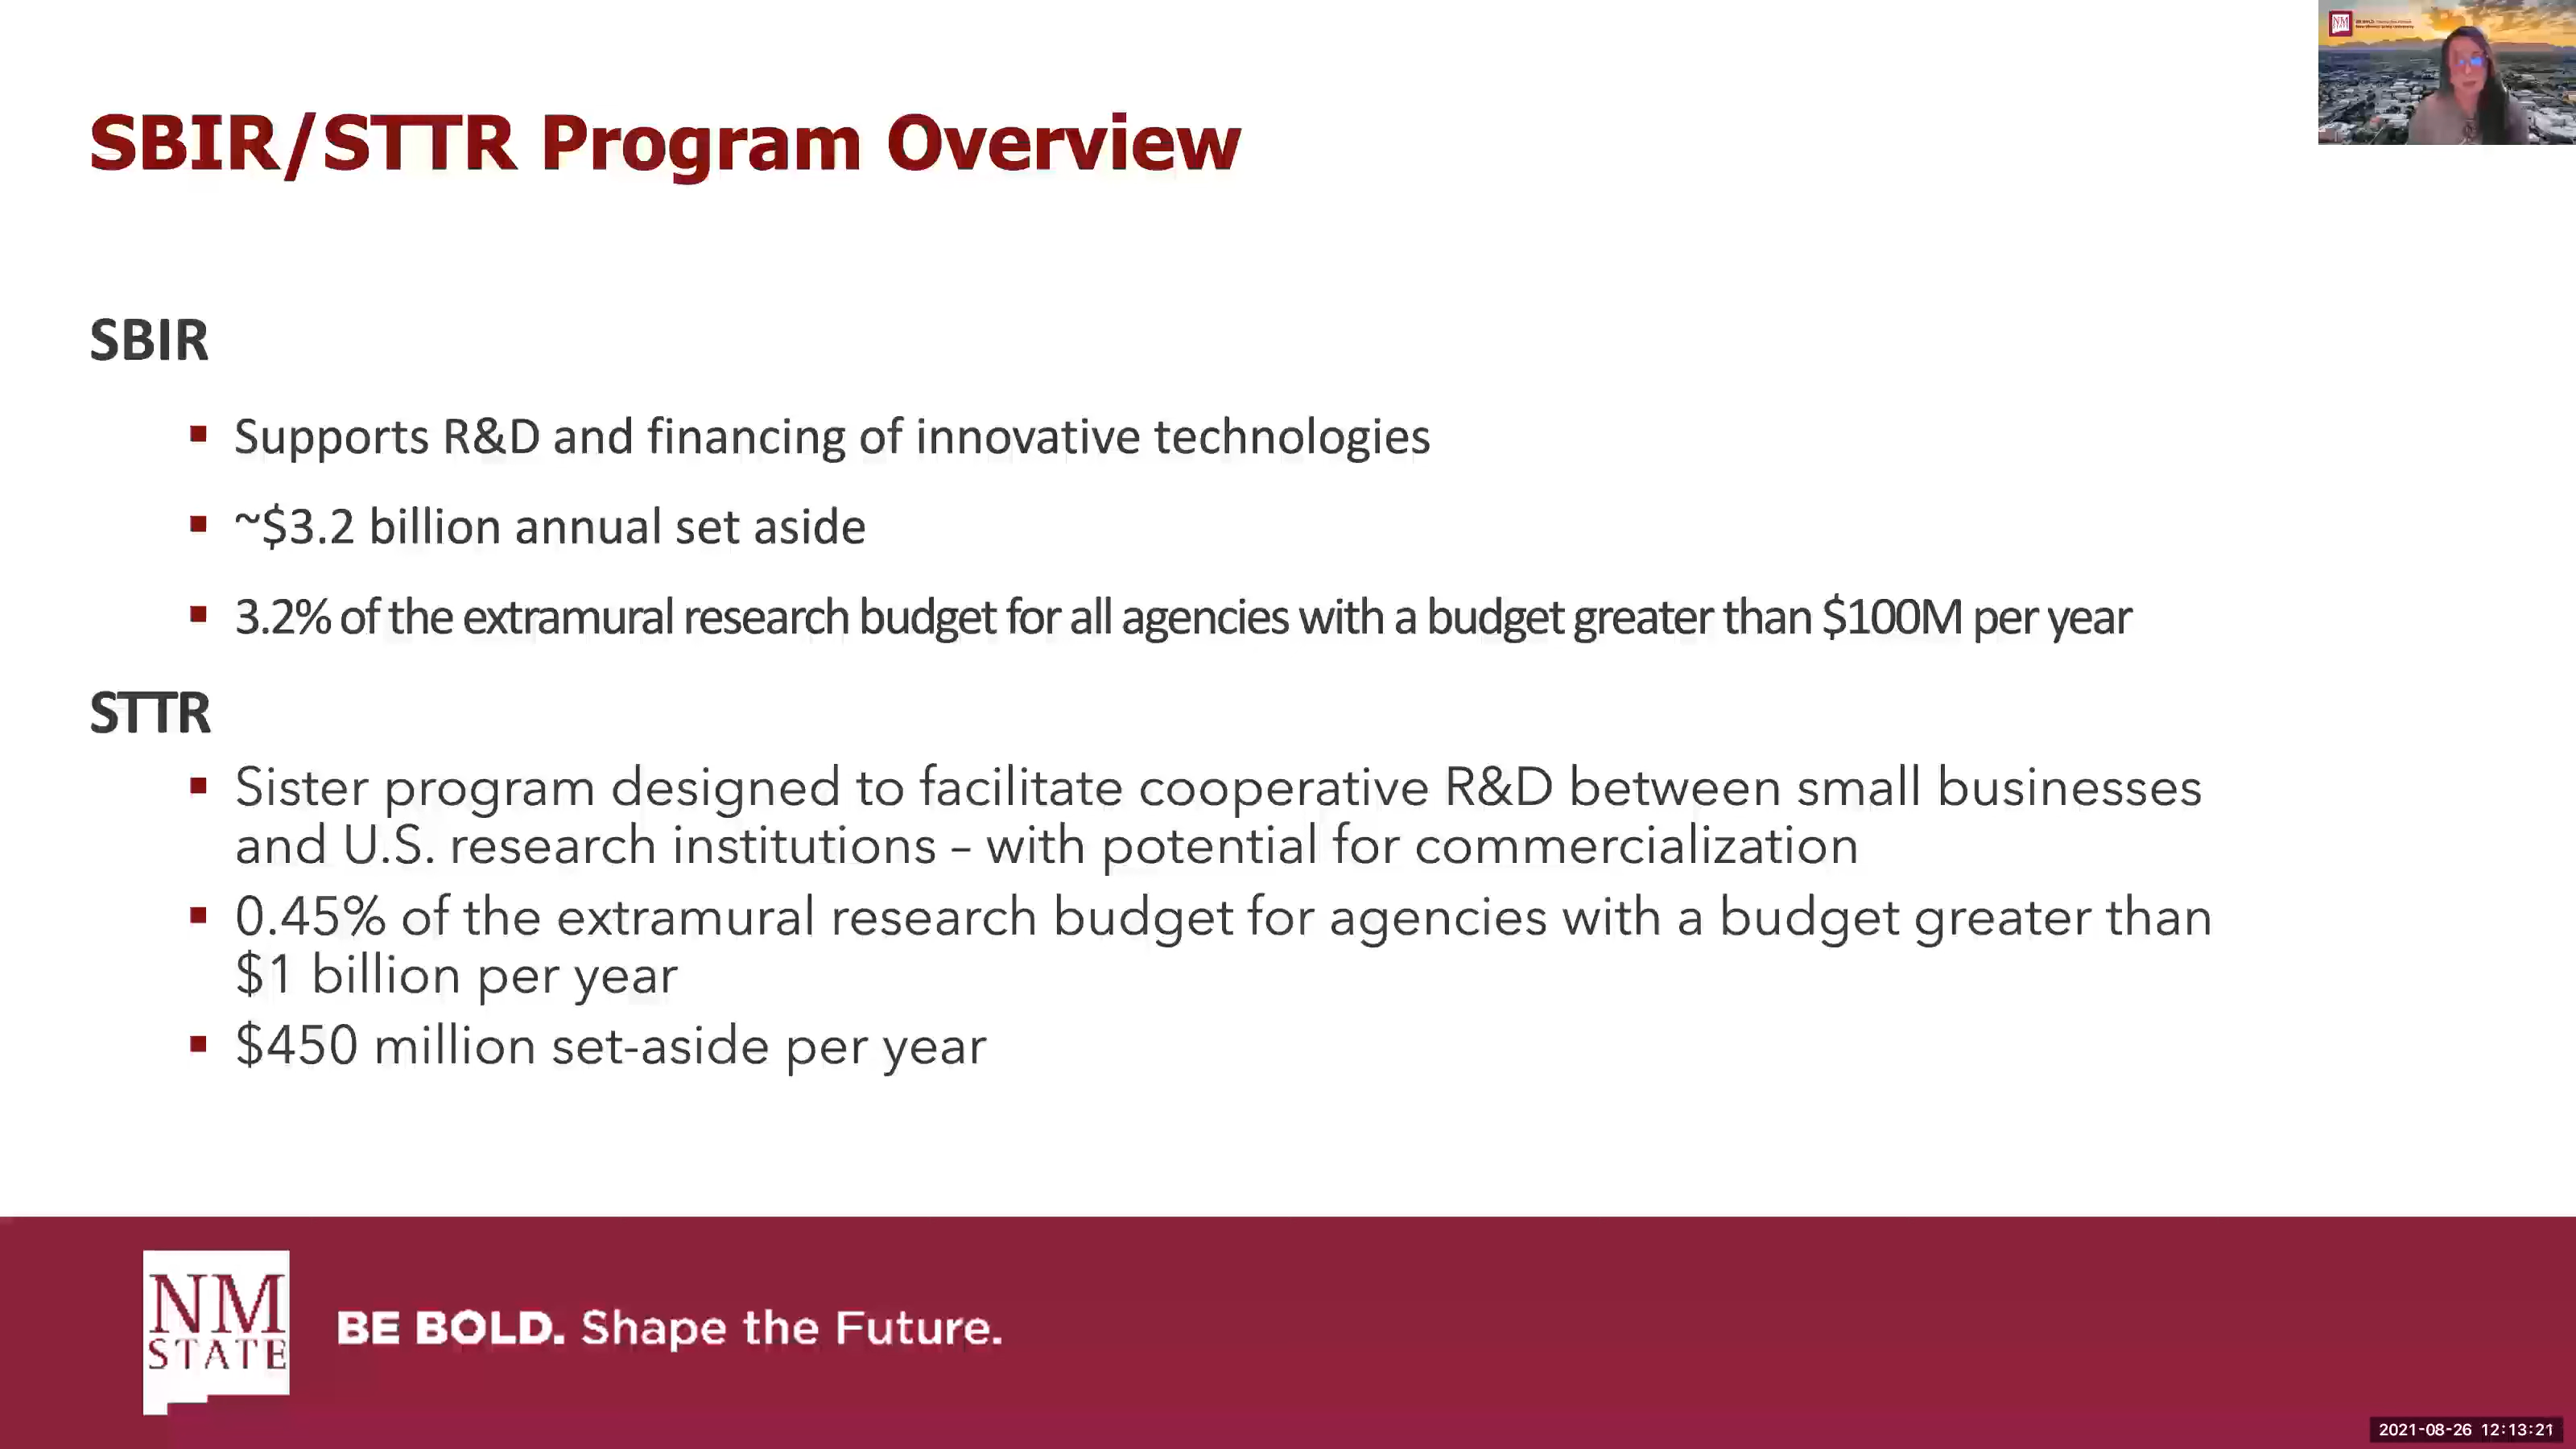 SBIR/STTR Program Overview
SBIR
▪ Supports R&D and financing of innovative technologies
▪ ~$3.2 billion annual set aside
▪ 3.2% of the extramural research budget for all agencies with a budget greater than $100M per year
STTR
▪ Sister program designed to facilitate cooperative R&D between small businesses
and U.S. research institutions – with potential for commercialization
▪ 0.45% of the extramural research budget for agencies with a budget greater than
$1 billion per year
▪ $450 million set-aside per year
NM
STATE
BE BOLD. Shape the Future.
2021-08-26 12:13:21
NM
BE BOLD.